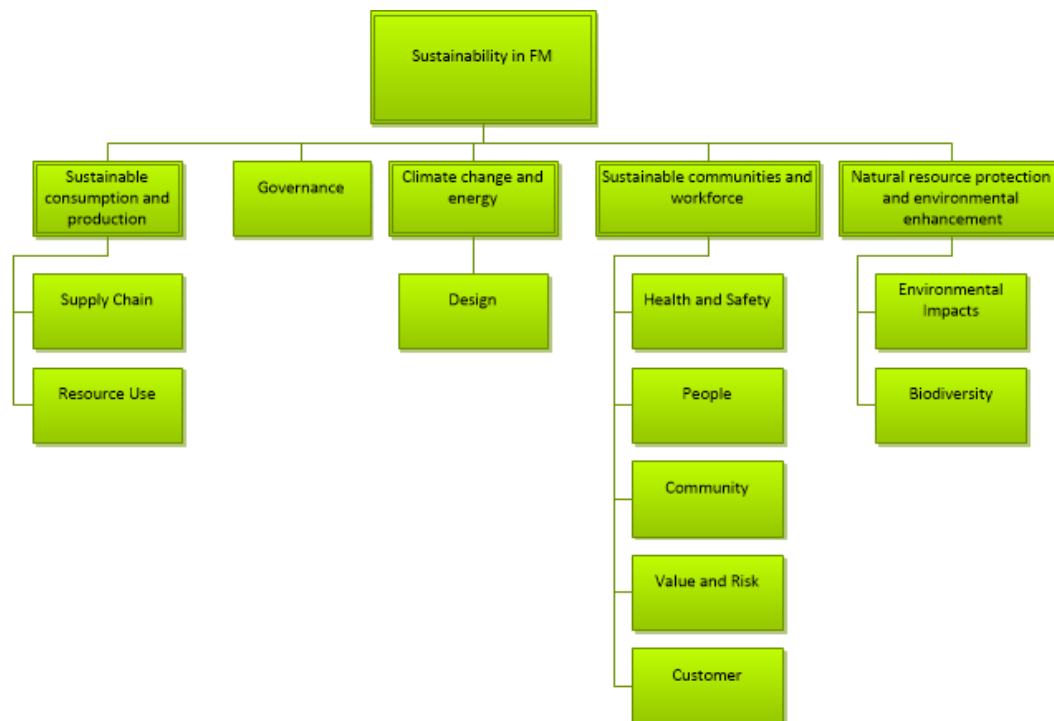 Sustainability in FM
Sustainable
consumption and
production
Governance
Climate change and
energy
Sustainable communities and
workforce
Natural resource protection
and environmental
enhancement
Supply Chain
Design
Health and Safety
Environmental
Impacts
Resource Use
People
Biodiversity
Community
Value and Risk
Customer